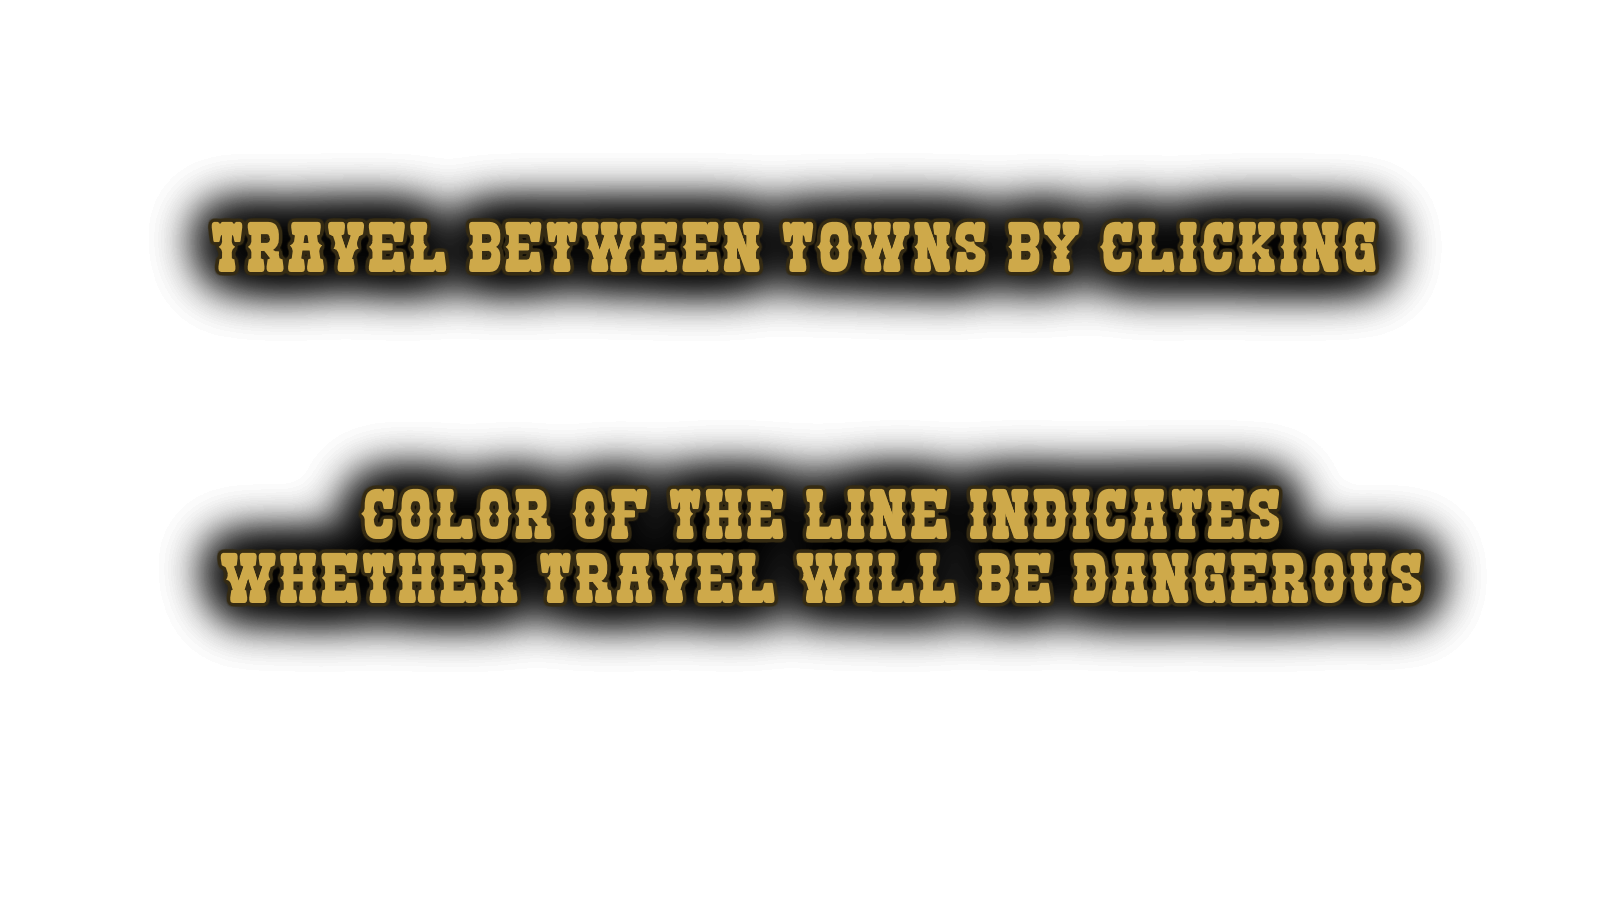 TRAVEL BETWEEN TOWNS BY CLICKING
COLOR OF THE LINE INDICATES
WHETHER TRAVEL WILL BE DANGEROUS